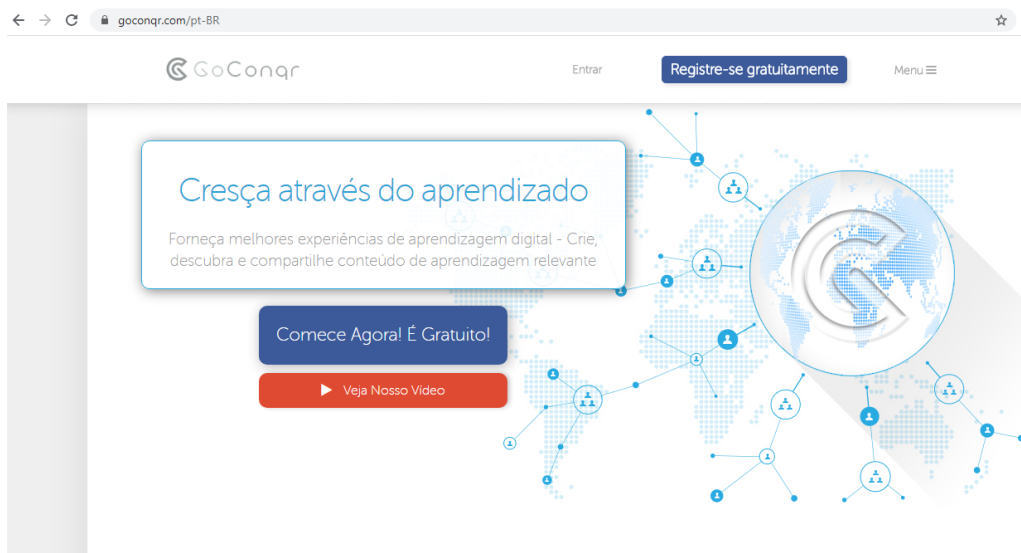 goconqr.com/pt-BR
GoConqr
Entrar
Registre-se gratuitamente
Menu
Cresça através do aprendizado
Forneça melhores experiências de aprendizagem digital - Crie,
descubra e compartilhe conteúdo de aprendizagem relevante
Comece Agora! É Gratuito!
Veja Nosso Vídeo